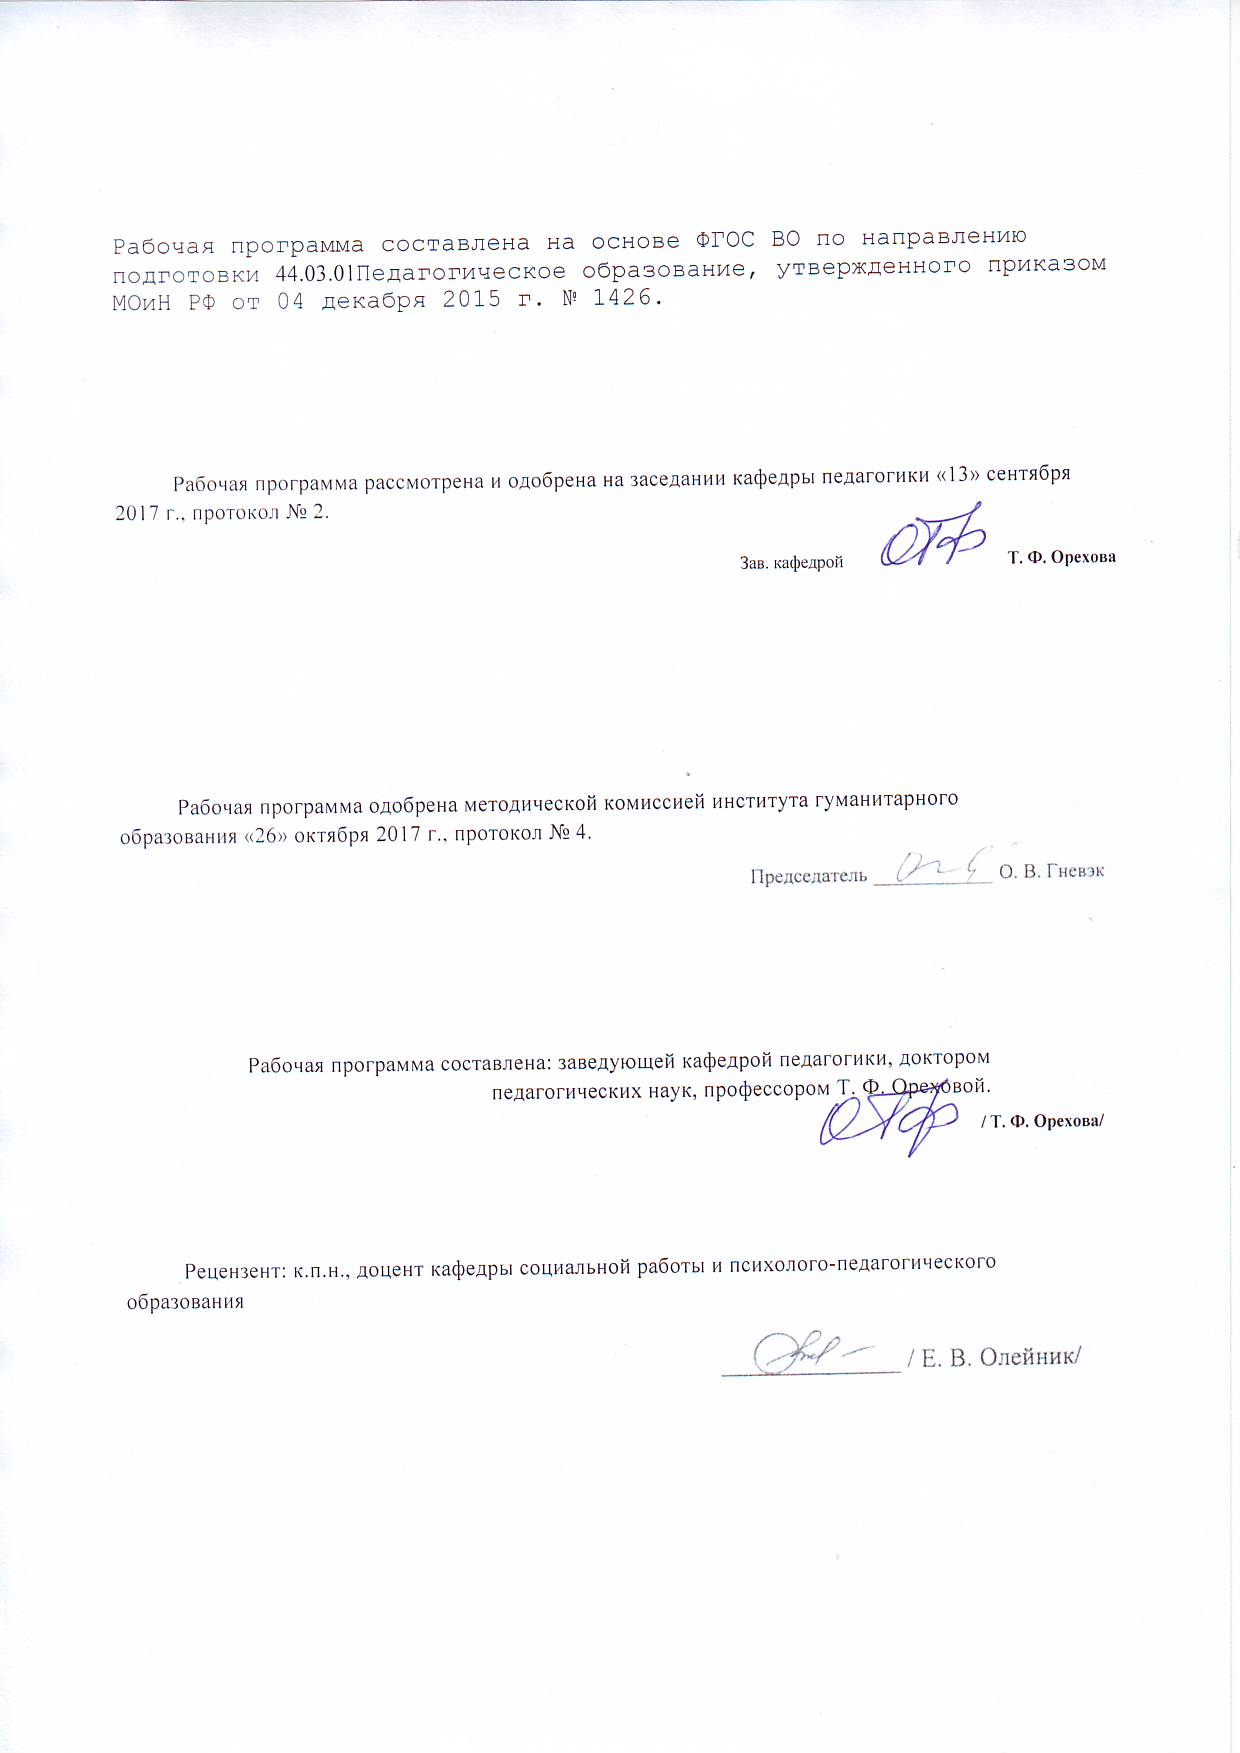 Рабочая программа составлена на основе ФГОС ВО по направлению
подготовки 44.03.01Педагогическое образование, утвержденного приказом
МОиН РФ от 04 декабря 2015 г. № 1426.
Рабочая программа рассмотрена и одобрена на заседании кафедры педагогики «13» сентября
2017 г., протокол № 2.
Зав. кафедрой Т. Ф. Орехова
Рабочая программа одобрена методической комиссией института гуманитарного
образования «26» октября 2017 г., протокол № 4.
Председатель ____________ О. В. Гневэк
Рабочая программа составлена: заведующей кафедрой педагогики, доктором
педагогических наук, профессором Т. Ф. Ореховой.
/ Т. Ф. Орехова/
Рецензент: к.п.н., доцент кафедры социальной работы и психолого-педагогического
образования
_____________ / Е. В. Олейник/